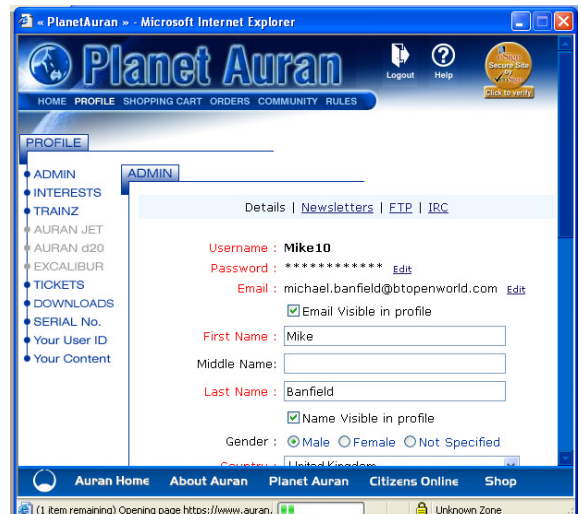 « PlanetAuran » - Microsoft Internet Explorer
Planet Auran
Logout
Help
Secure Site
by
Click to verify
HOME PROFILE SHOPPING CART ORDERS COMMUNITY RULES
PROFILE
ADMIN
INTERESTS
TRAINZ
AURAN JET
AURAN d20
EXCALIBUR
TICKETS
DOWNLOADS
SERIAL No.
Your User ID
Your Content
ADMIN
Details | Newsletters | FTP | IRC
Username : Mike10
Password : * * * * * * * * * * * * Edit
Email : michael.banfield@btopenworld.com Edit
Email Visible in profile
First Name : Mike
Middle Name:
Last Name : Banfield
Name Visible in profile
Gender : Male Female Not Specified
Country : United Kingdom
Auran Home About Auran Planet Auran Citizens Online Shop
(1 item remaining) Opening page https://www.auran. Unknown Zone